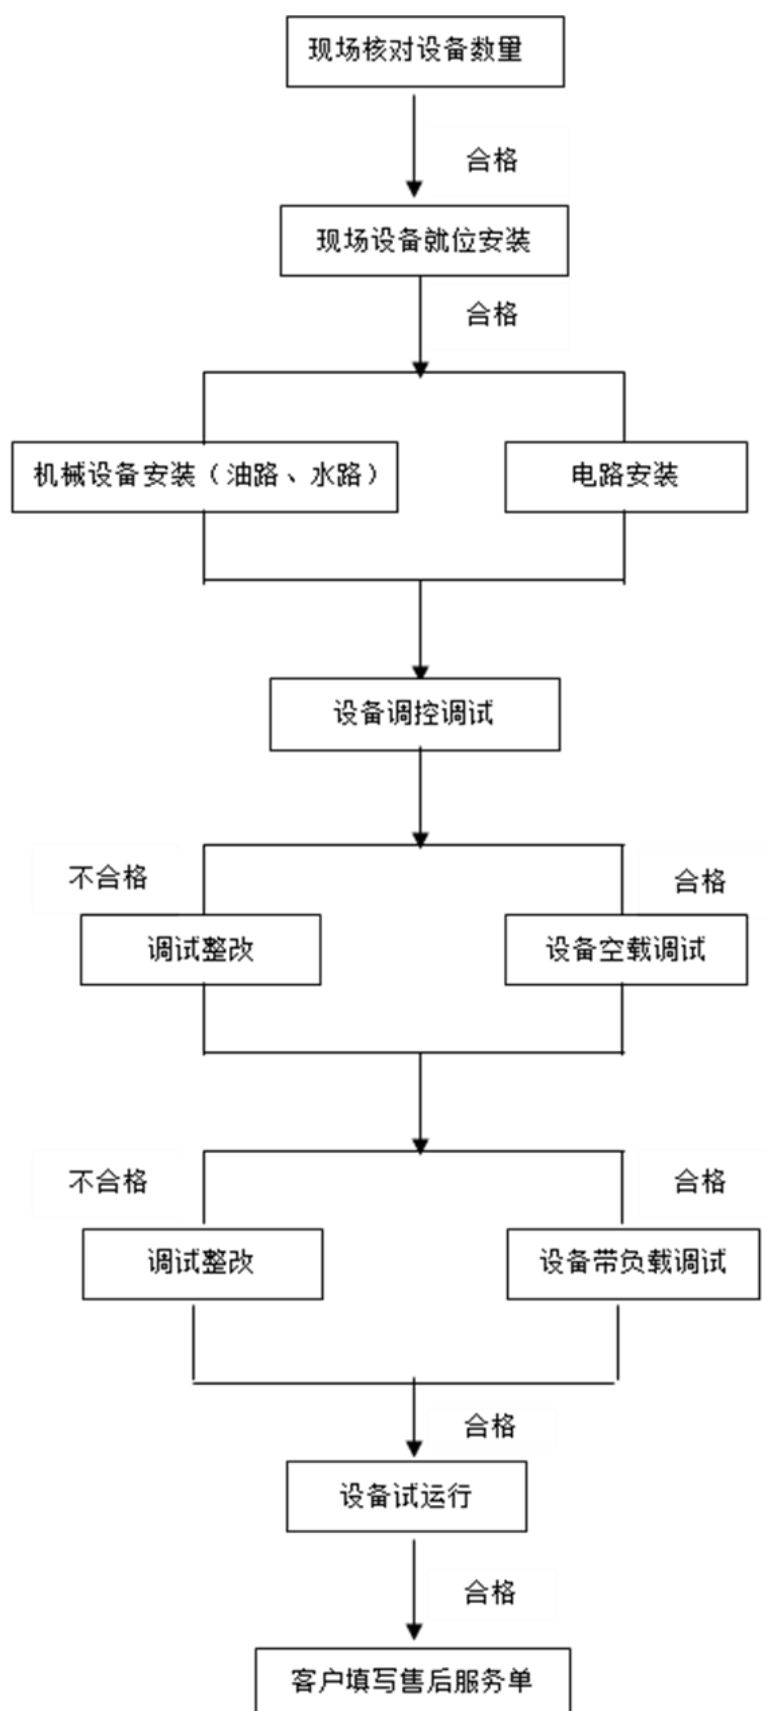 现场核对设备数量
合格
现场设备就位安装
合格
机械设备安装（油路、水路）
电路安装
设备调控调试
不合格
合格
调试整改
设备空载调试
不合格
合格
调试整改
设备带负载调试
合格
设备试运行
合格
客户填写售后服务单